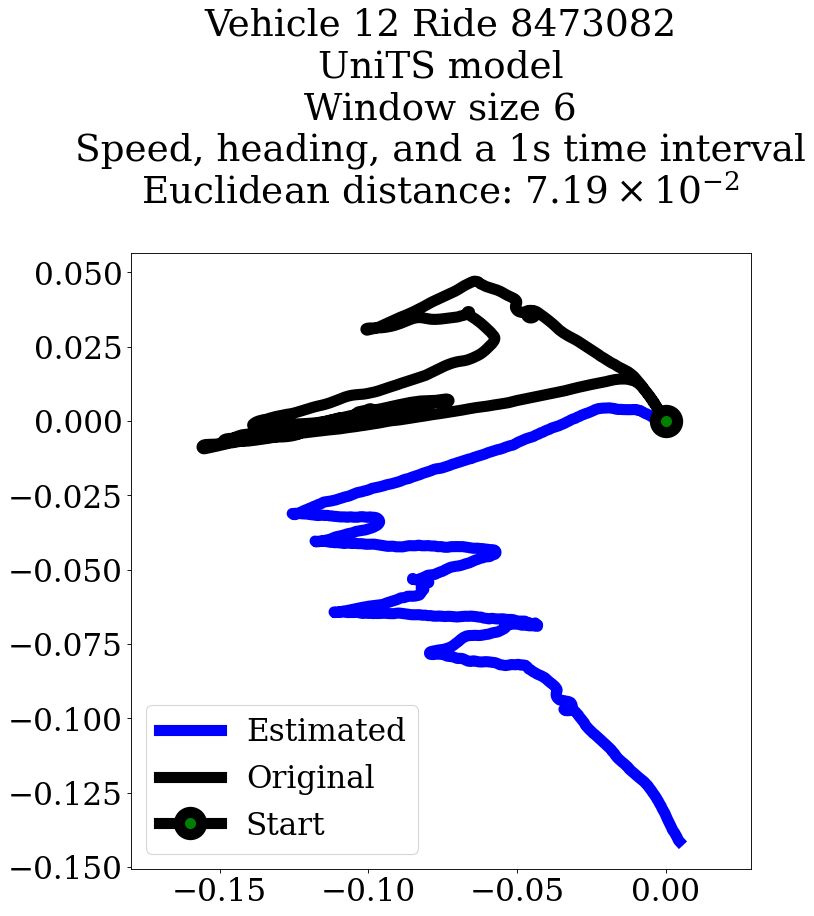 Vehicle 12 Ride 8473082
UniTS model
Window size 6
Speed, heading, and a 1s time interval
Euclidean distance: 7.19 × 10⁻²
0.050
0.025
0.000
−0.025
−0.050
−0.075
−0.100
−0.125
−0.150
Estimated
Original
Start
−0.15 −0.10 −0.05 0.00